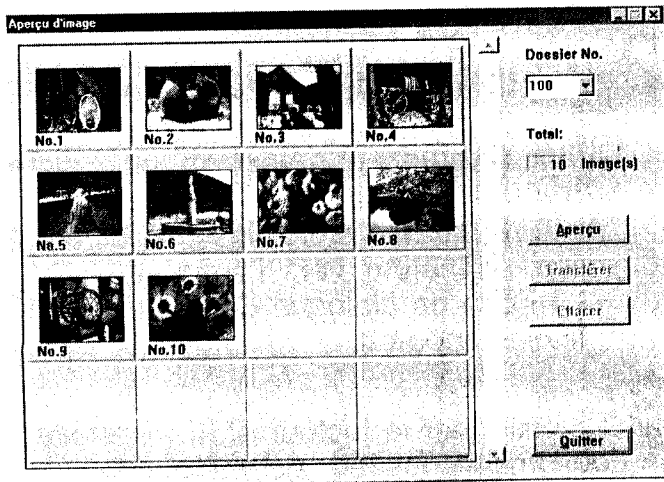 Aperçu d'image
No.1
No.2
No.3
No.4
No.5
No.6
No.7
No.8
No.9
No.10
Dossier No.
100
Total:
10 Image(s)
Aperçu
Transférer
Effacer
Quitter